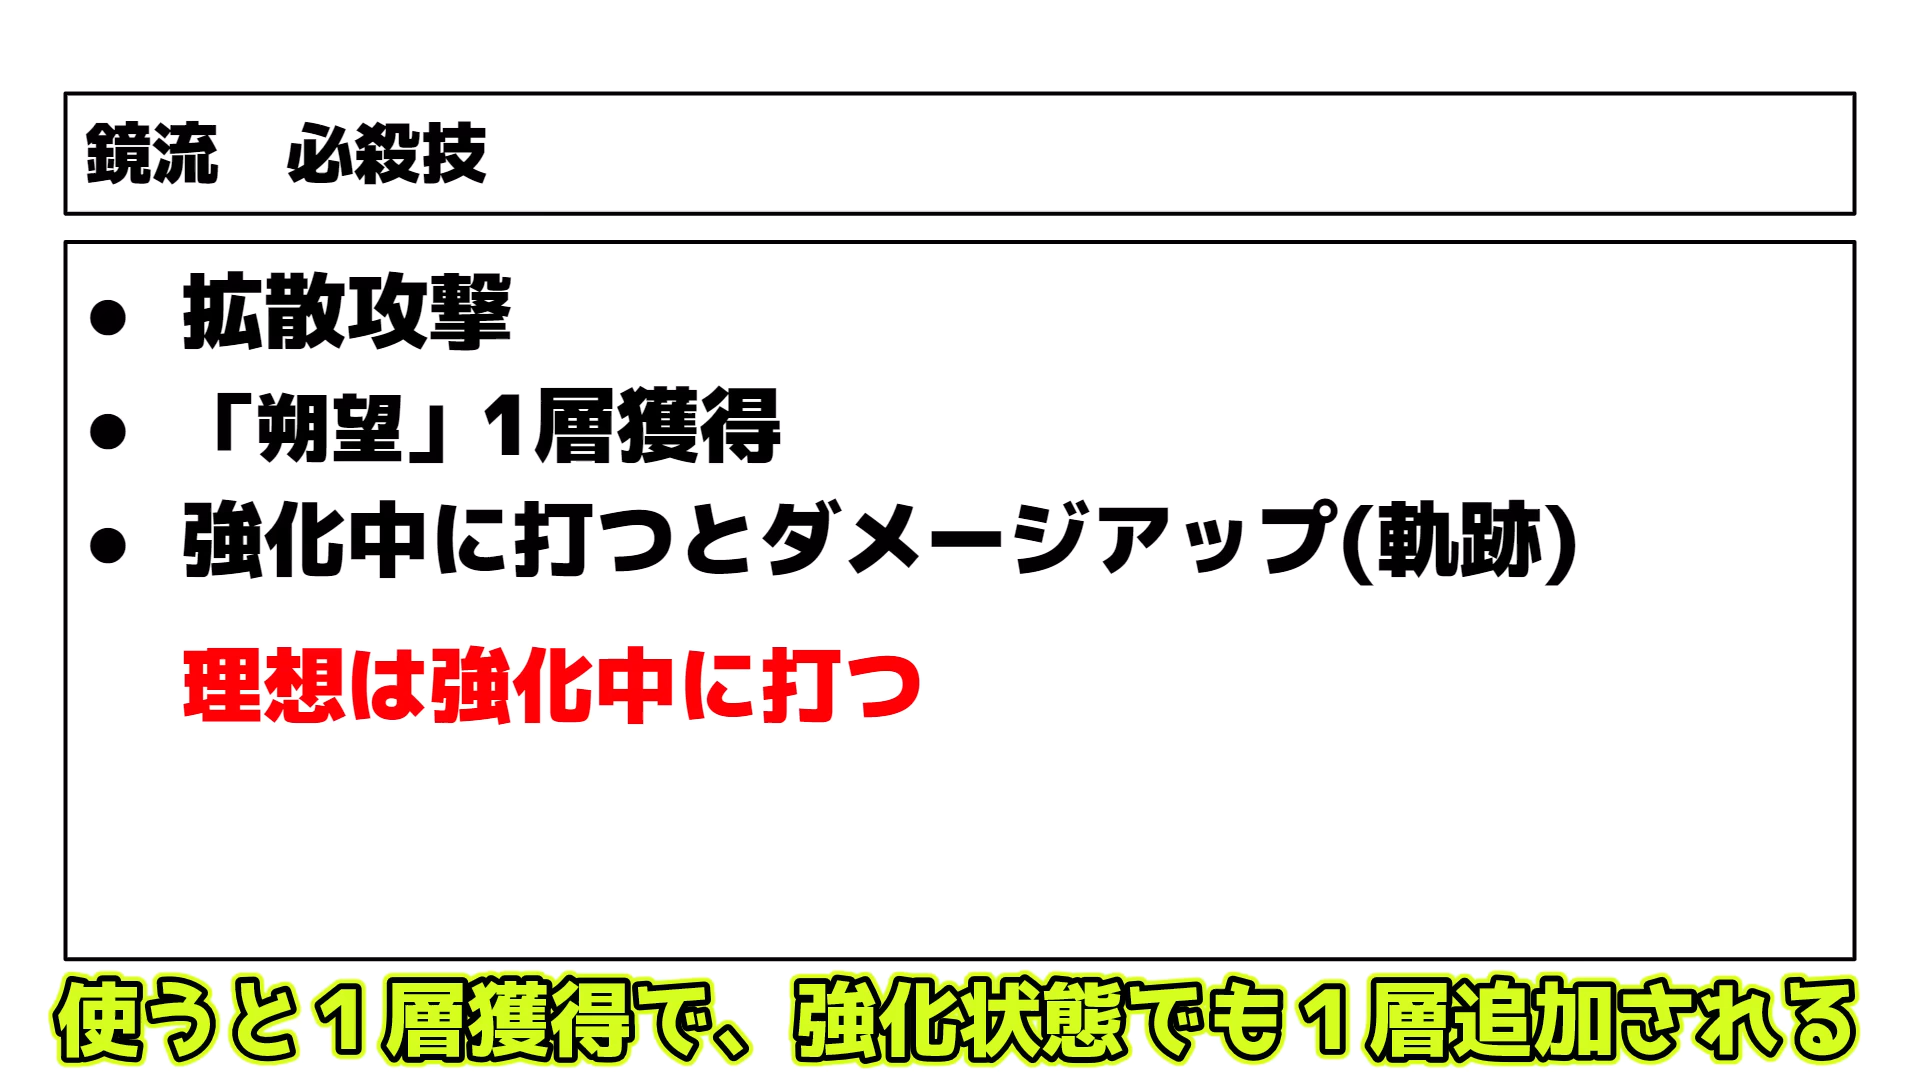 鏡流　必殺技
● 拡散攻撃
● 「朔望」1層獲得
● 強化中に打つとダメージアップ(軌跡)
理想は強化中に打つ
使うと１層獲得で、強化状態でも１層追加される